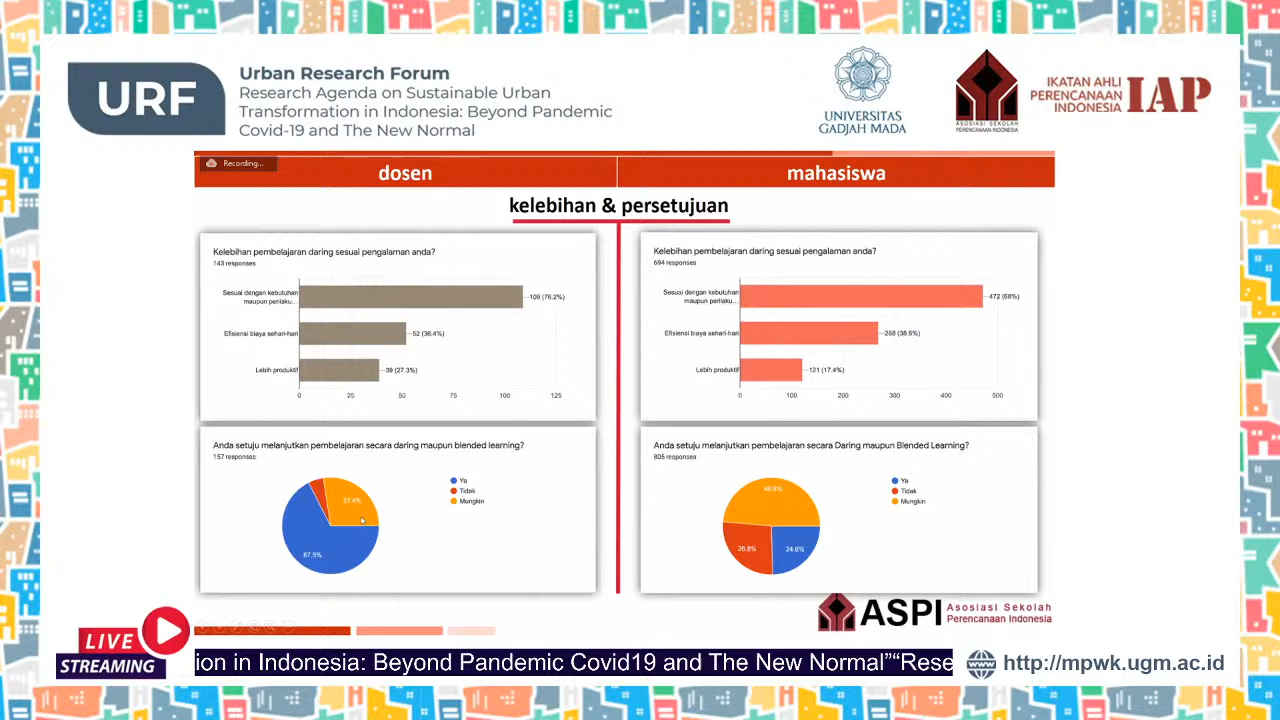 URF
Urban Research Forum
Research Agenda on Sustainable Urban
Transformation in Indonesia: Beyond Pandemic
Covid-19 and The New Normal
UNIVERSITAS
GADJAH MADA
ASOSIASI SEKOLAH
PERENCANAAN INDONESIA
IKATAN AHLI
PERENCANAAN
INDONESIA
IAP
Recording...
dosen
mahasiswa
kelebihan & persetujuan
Kelebihan pembelajaran daring sesuai pengalaman anda?
143 responses
Sesuai dengan kebutuhan
maupun perilaku...
109 (76.2%)
Efisiensi biaya sehari-hari
52 (36.4%)
Lebih produktif
39 (27.3%)
0 25 50 75 100 125
Kelebihan pembelajaran daring sesuai pengalaman anda?
694 responses
Sesuai dengan kebutuhan
maupun perilaku...
472 (68%)
Efisiensi biaya sehari-hari
268 (38.6%)
Lebih produktif
121 (17.4%)
0 100 200 300 400 500
Anda setuju melanjutkan pembelajaran secara daring maupun blended learning?
157 responses
27.4%
67.5%
Ya
Tidak
Mungkin
Anda setuju melanjutkan pembelajaran secara Daring maupun Blended Learning?
805 responses
48.6%
26.8%
24.6%
Ya
Tidak
Mungkin
ASPI
Asosiasi Sekolah
Perencanaan Indonesia
LIVE
STREAMING
ion in Indonesia: Beyond Pandemic Covid19 and The New Normal”“Rese
http://mpwk.ugm.ac.id